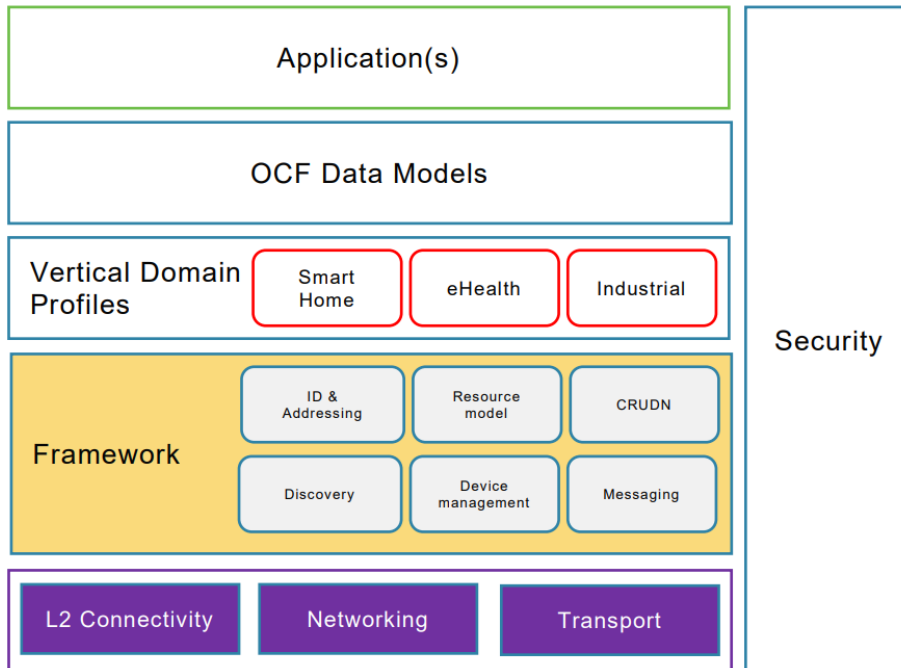 Application(s)
OCF Data Models
Vertical Domain
Profiles
Smart
Home
eHealth
Industrial
Security
Framework
ID &
Addressing
Resource
model
CRUDN
Discovery
Device
management
Messaging
L2 Connectivity
Networking
Transport